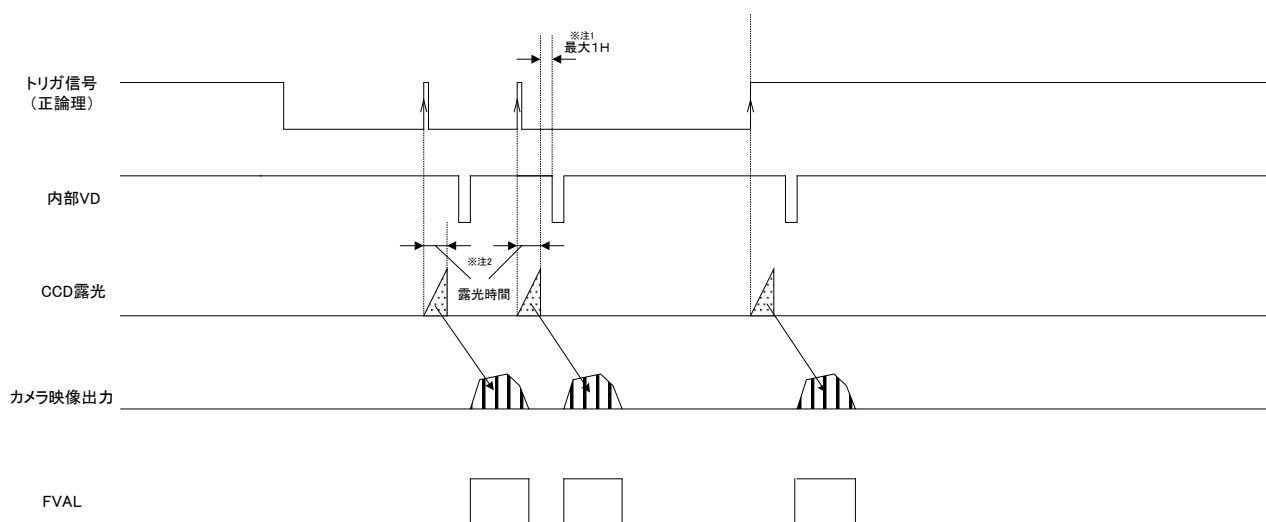 ※注1
最大1H
トリガ信号
（正論理）
内部VD
※注2
CCD露光
露光時間
カメラ映像出力
FVAL